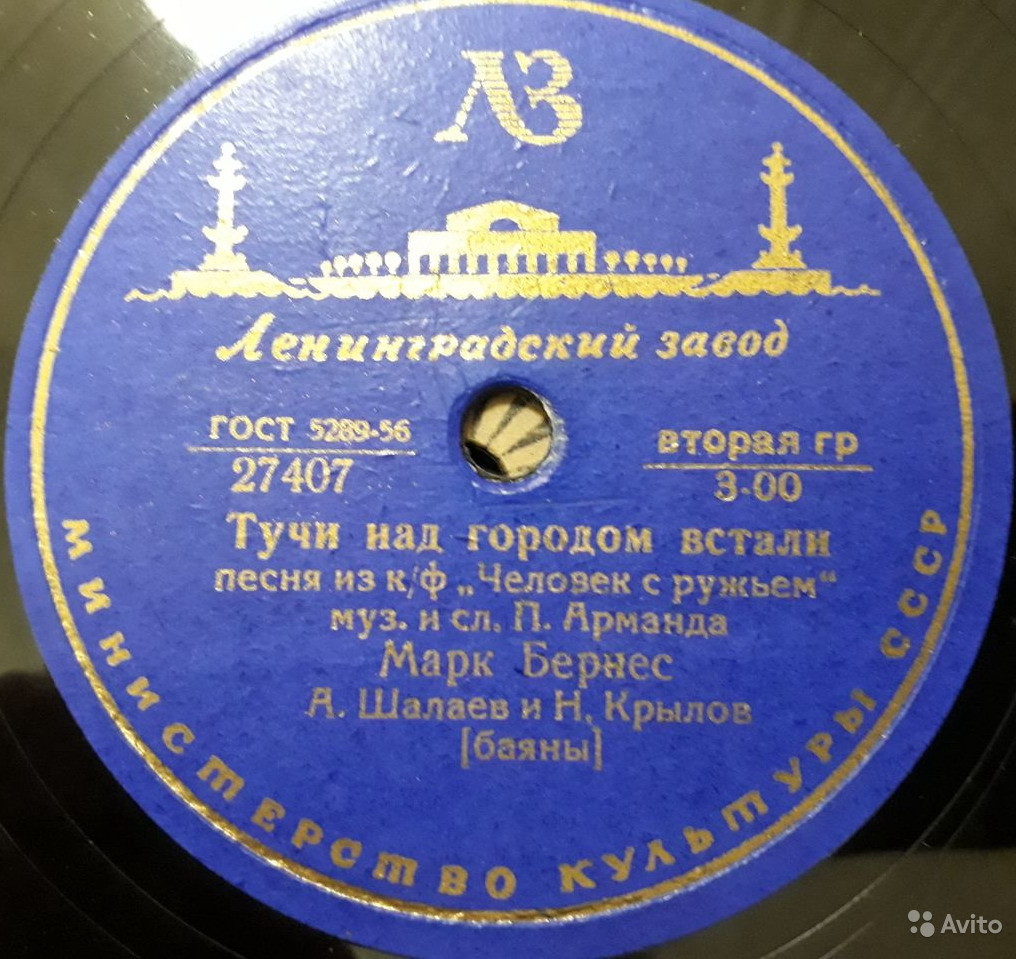 ЛЗ
Ленинградский завод
ГОСТ 5289-56
27407
вторая гр
3-00
Тучи над городом встали
песня из к/ф „Человек с ружьем“
муз. и сл. П. Арманда
Марк Бернес
А. Шалаев и Н. Крылов
[баяны]
МИНИСТЕРСТВО КУЛЬТУРЫ СССР
Avito